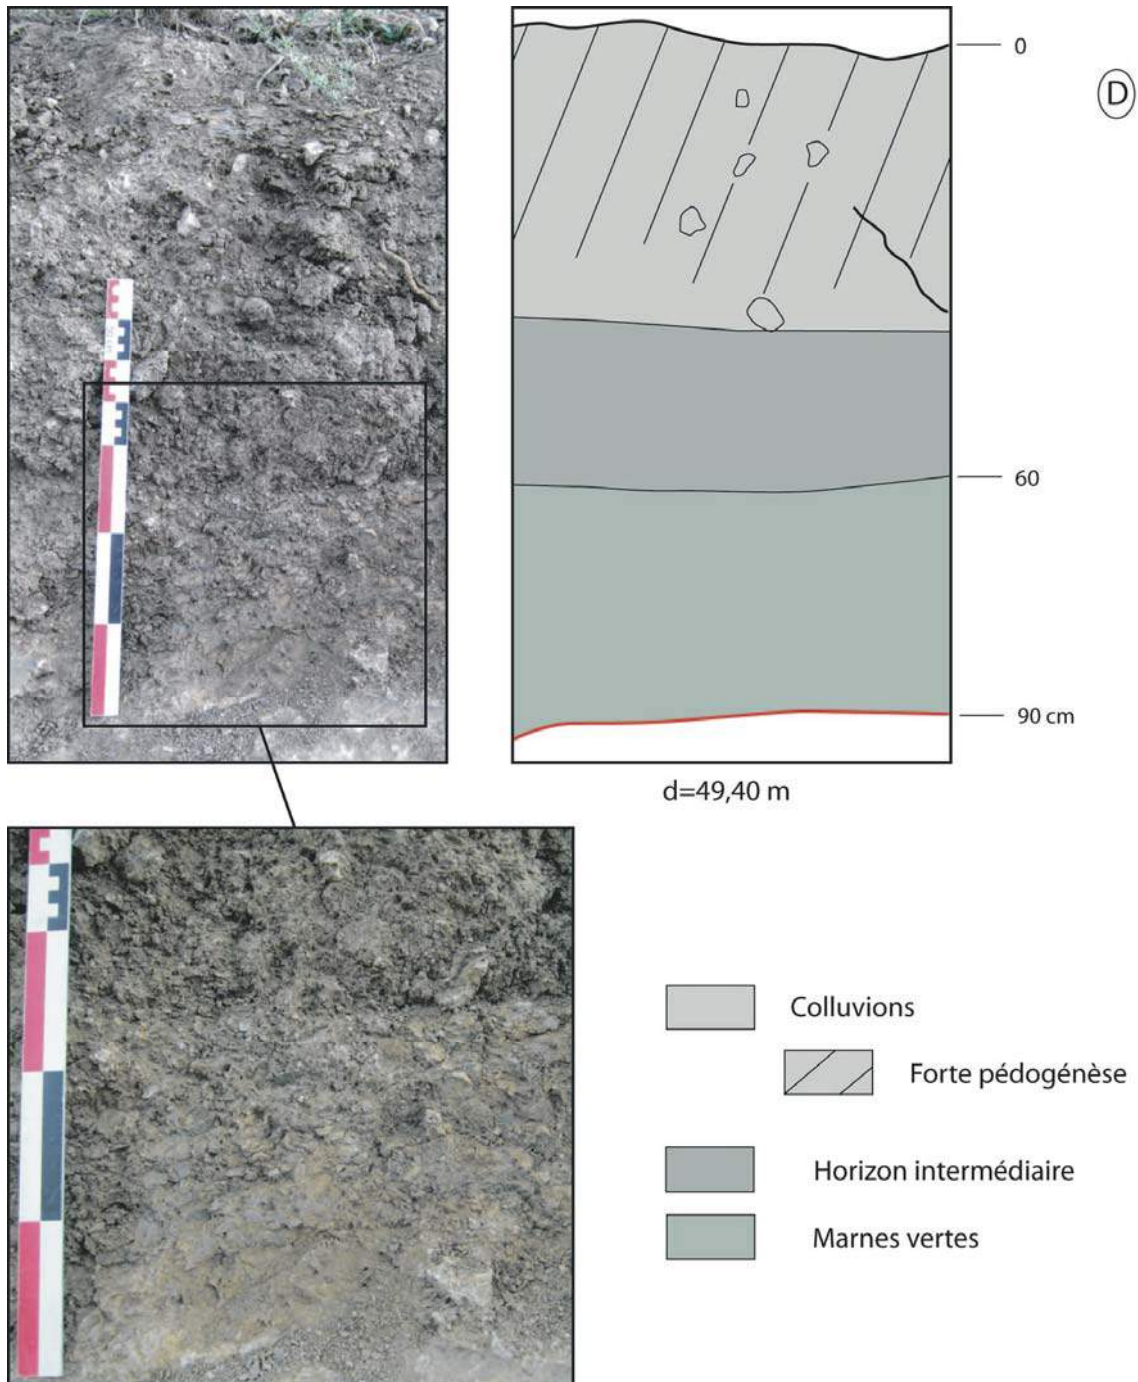 0
D
60
90 cm
d=49,40 m
Colluvions
Forte pédogénèse
Horizon intermédiaire
Marnes vertes